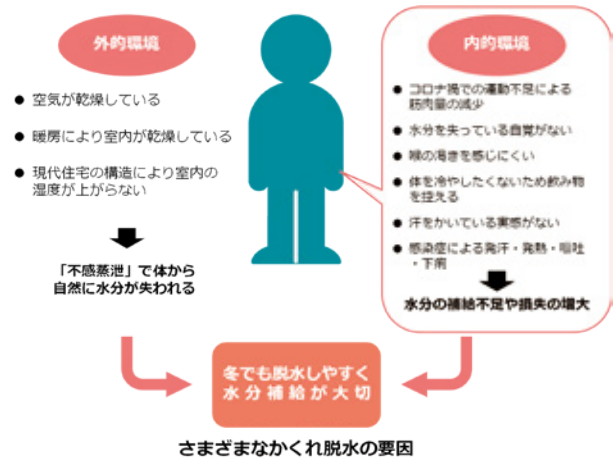 外的環境
● 空気が乾燥している
● 暖房により室内が乾燥している
● 現代住宅の構造により室内の
湿度が上がらない
「不感蒸泄」で体から
自然に水分が失われる
内的環境
● コロナ禍での運動不足による
筋肉量の減少
● 水分を失っている自覚がない
● 喉の渇きを感じにくい
● 体を冷やしたくないため飲み物
を控える
● 汗をかいている実感がない
● 感染症による発汗・発熱・嘔吐
・下痢
水分の補給不足や損失の増大
冬でも脱水しやすく
水分補給が大切
さまざまなかくれ脱水の要因